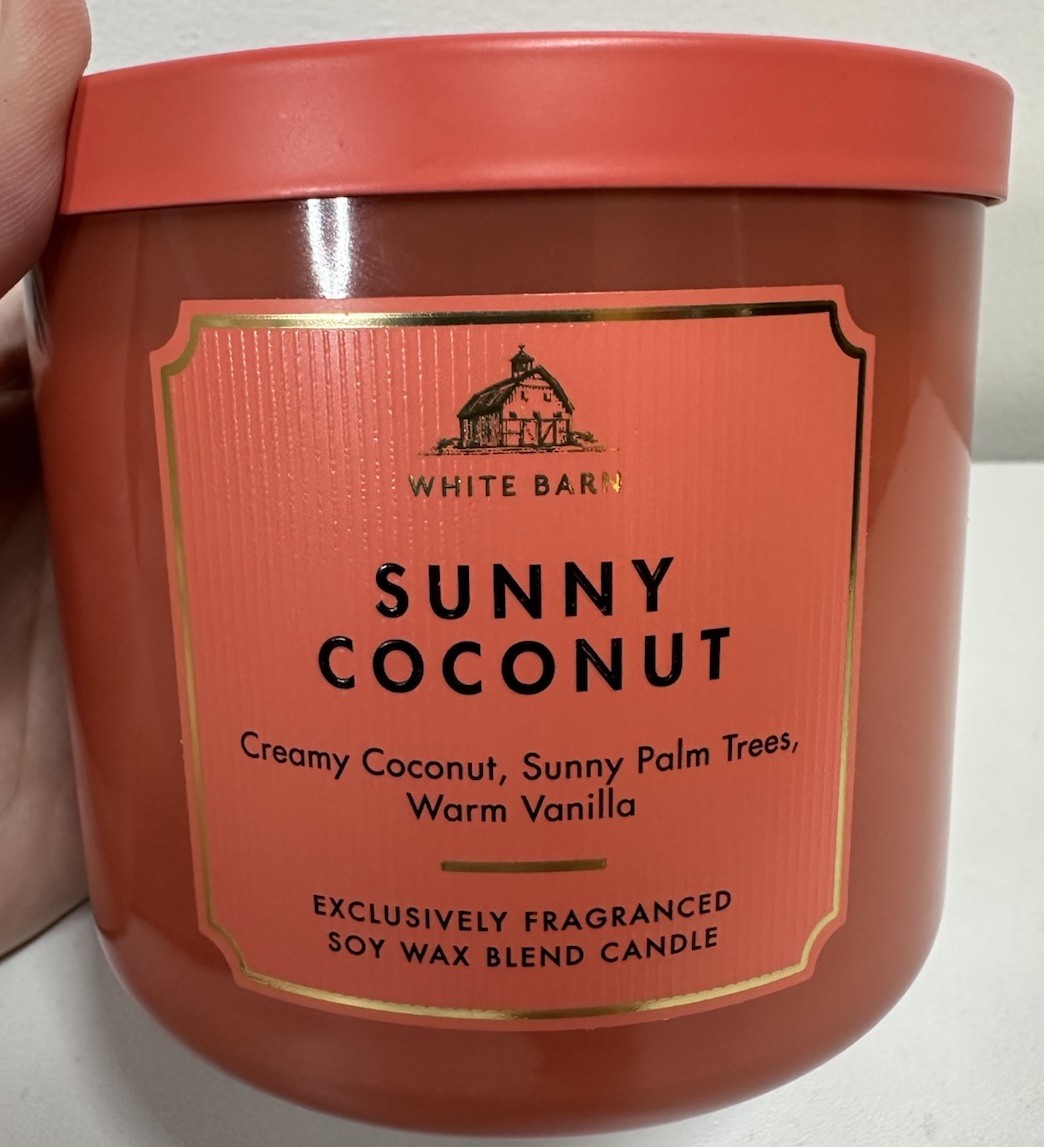 WHITE BARN
SUNNY
COCONUT
Creamy Coconut, Sunny Palm Trees,
Warm Vanilla
EXCLUSIVELY FRAGRANCED
SOY WAX BLEND CANDLE